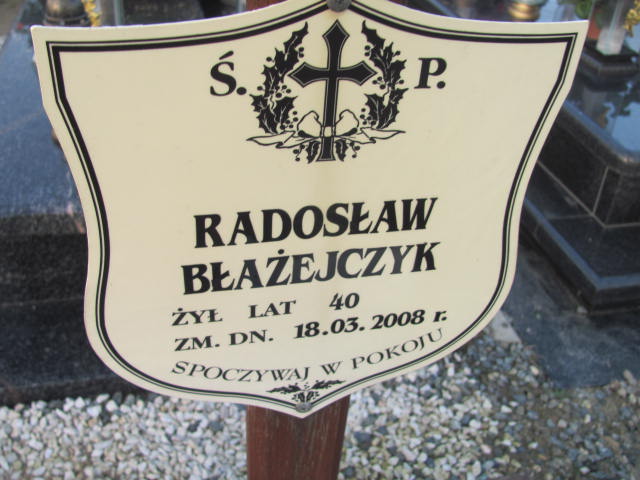 Ś. P.
RADOSŁAW
BŁAŻEJCZYK
ŻYŁ LAT 40
ZM. DN. 18.03.2008 r.
SPOCZYWAJ W POKOJU